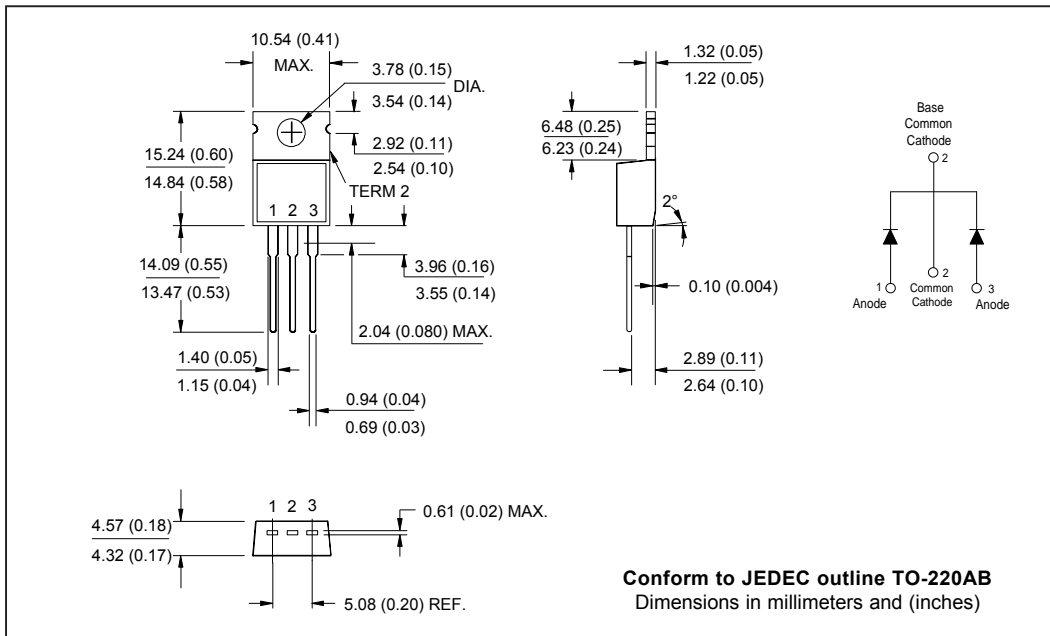 10.54 (0.41)
MAX.
3.78 (0.15)
DIA.
3.54 (0.14)
15.24 (0.60)
14.84 (0.58)
2.92 (0.11)
2.54 (0.10)
TERM 2
1 2 3
14.09 (0.55)
13.47 (0.53)
3.96 (0.16)
3.55 (0.14)
2.04 (0.080) MAX.
1.40 (0.05)
1.15 (0.04)
0.94 (0.04)
0.69 (0.03)
1.32 (0.05)
1.22 (0.05)
6.48 (0.25)
6.23 (0.24)
2°
0.10 (0.004)
2.89 (0.11)
2.64 (0.10)
Base
Common
Cathode
2
1
Anode
2
Common
Cathode
3
Anode
1 2 3
4.57 (0.18)
4.32 (0.17)
0.61 (0.02) MAX.
5.08 (0.20) REF.
Conform to JEDEC outline TO-220AB
Dimensions in millimeters and (inches)